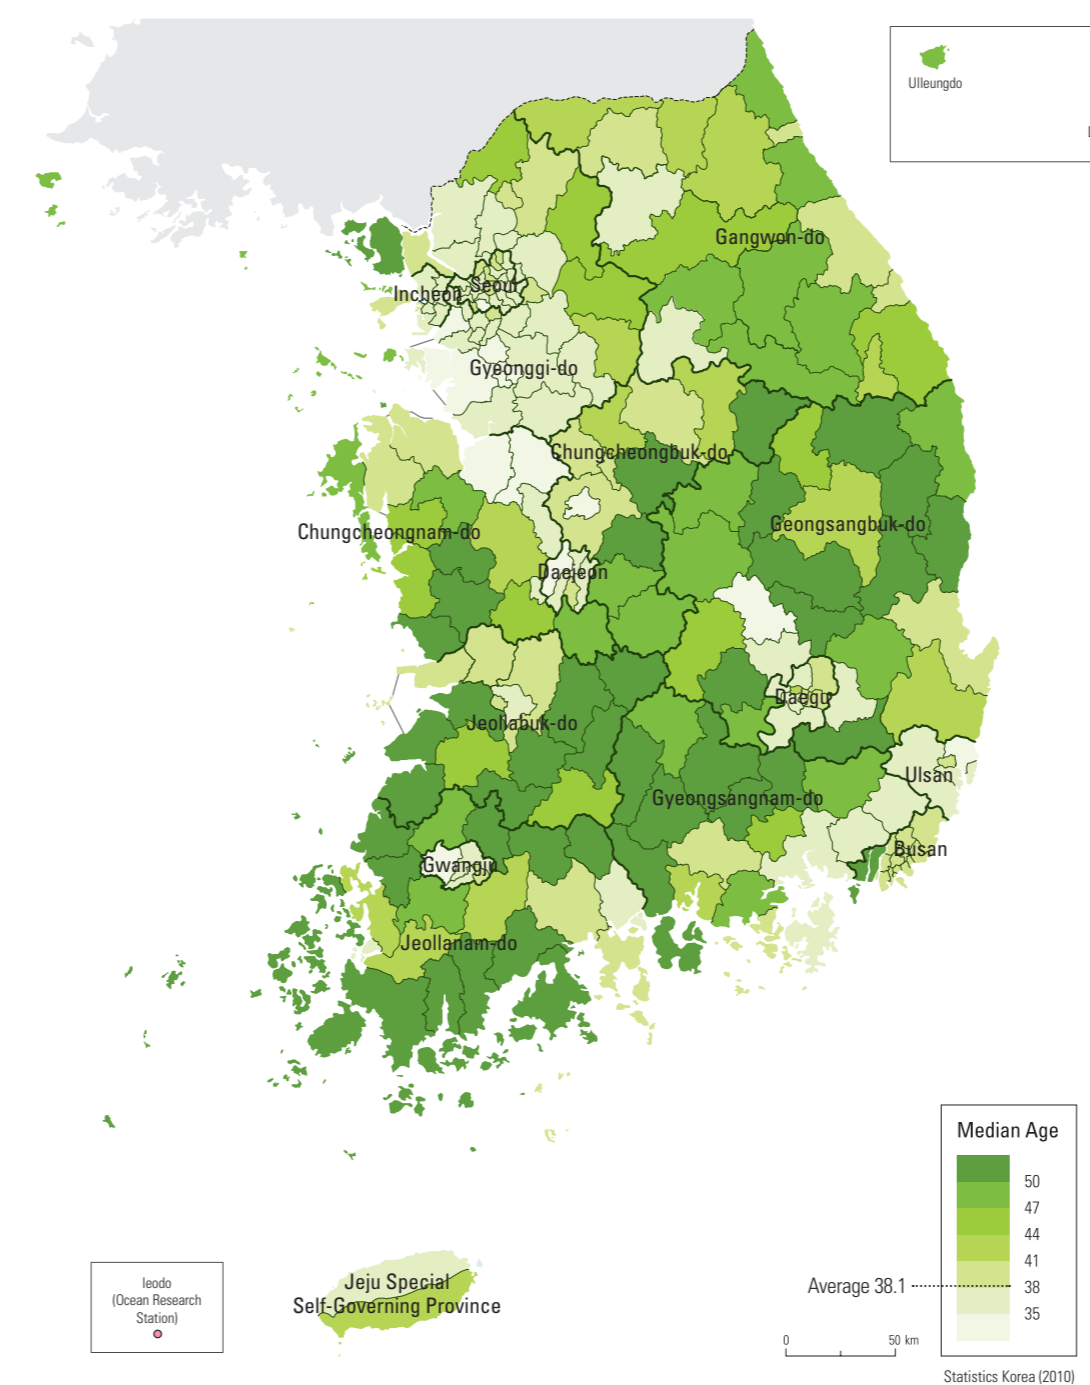 Ulleungdo
D
Gangwon-do
Incheon
Seoul
Gyeonggi-do
Chungcheongbuk-do
Chungcheongnam-do
Geongsangbuk-do
Daejeon
Daegu
Jeollabuk-do
Ulsan
Gyeongsangnam-do
Busan
Gwangju
Jeollanam-do
Median Age
50
47
44
41
Average 38.1
38
35
Ieodo
(Ocean Research
Station)
Jeju Special
Self-Governing Province
0
50 km
Statistics Korea (2010)